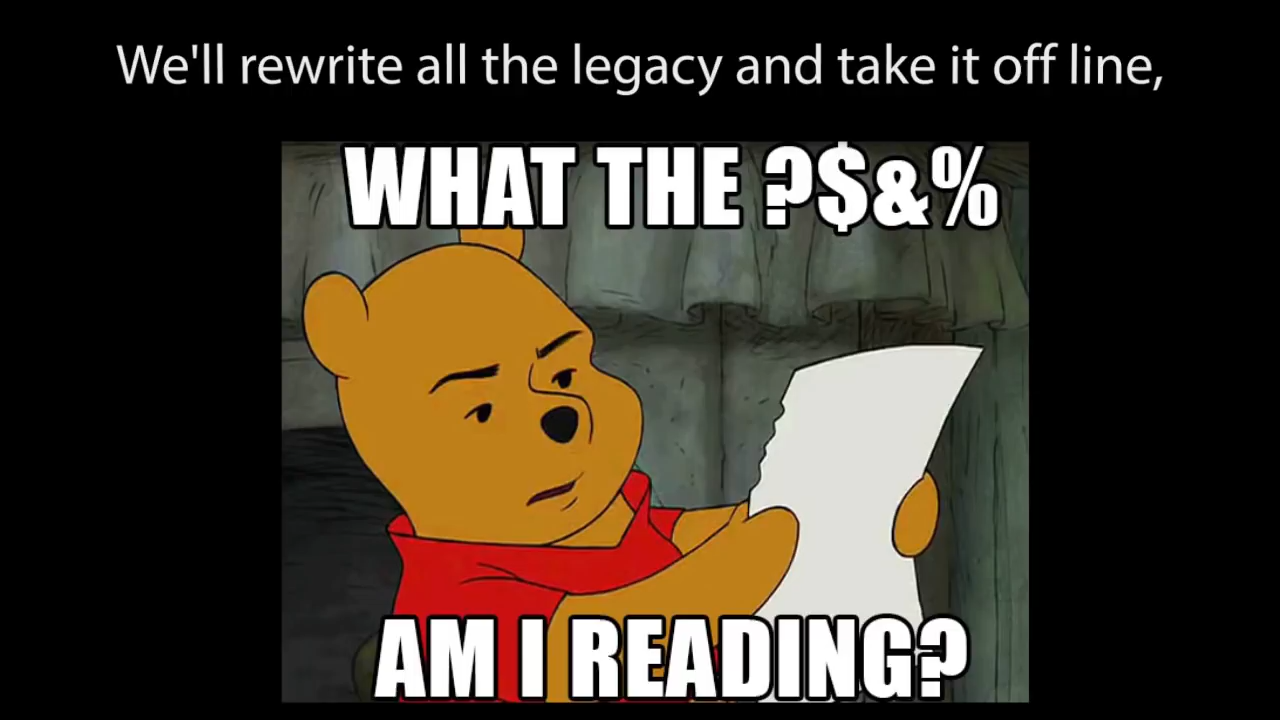 We'll rewrite all the legacy and take it off line,
WHAT THE ?$&%
AM I READING?